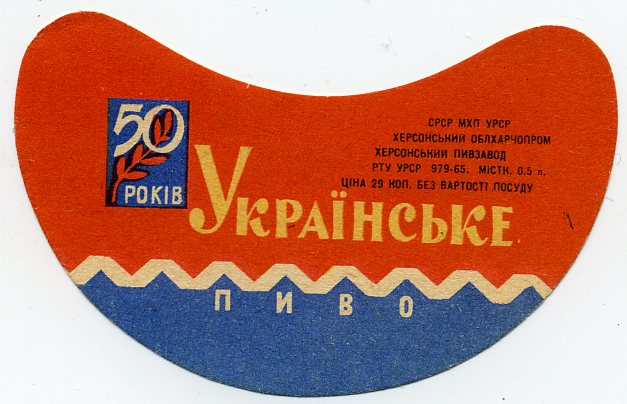 50
РОКІВ
СРСР МХП УРСР
ХЕРСОНСЬКИЙ ОБЛХАРЧОПРОМ
ХЕРСОНСЬКИЙ ПИВЗАВОД
РТУ УРСР 979-65. МІСТК. 0.5 л.
ЦІНА 29 КОП. БЕЗ ВАРТОСТІ ПОСУДУ
УКРАЇНСЬКЕ
ПИВО